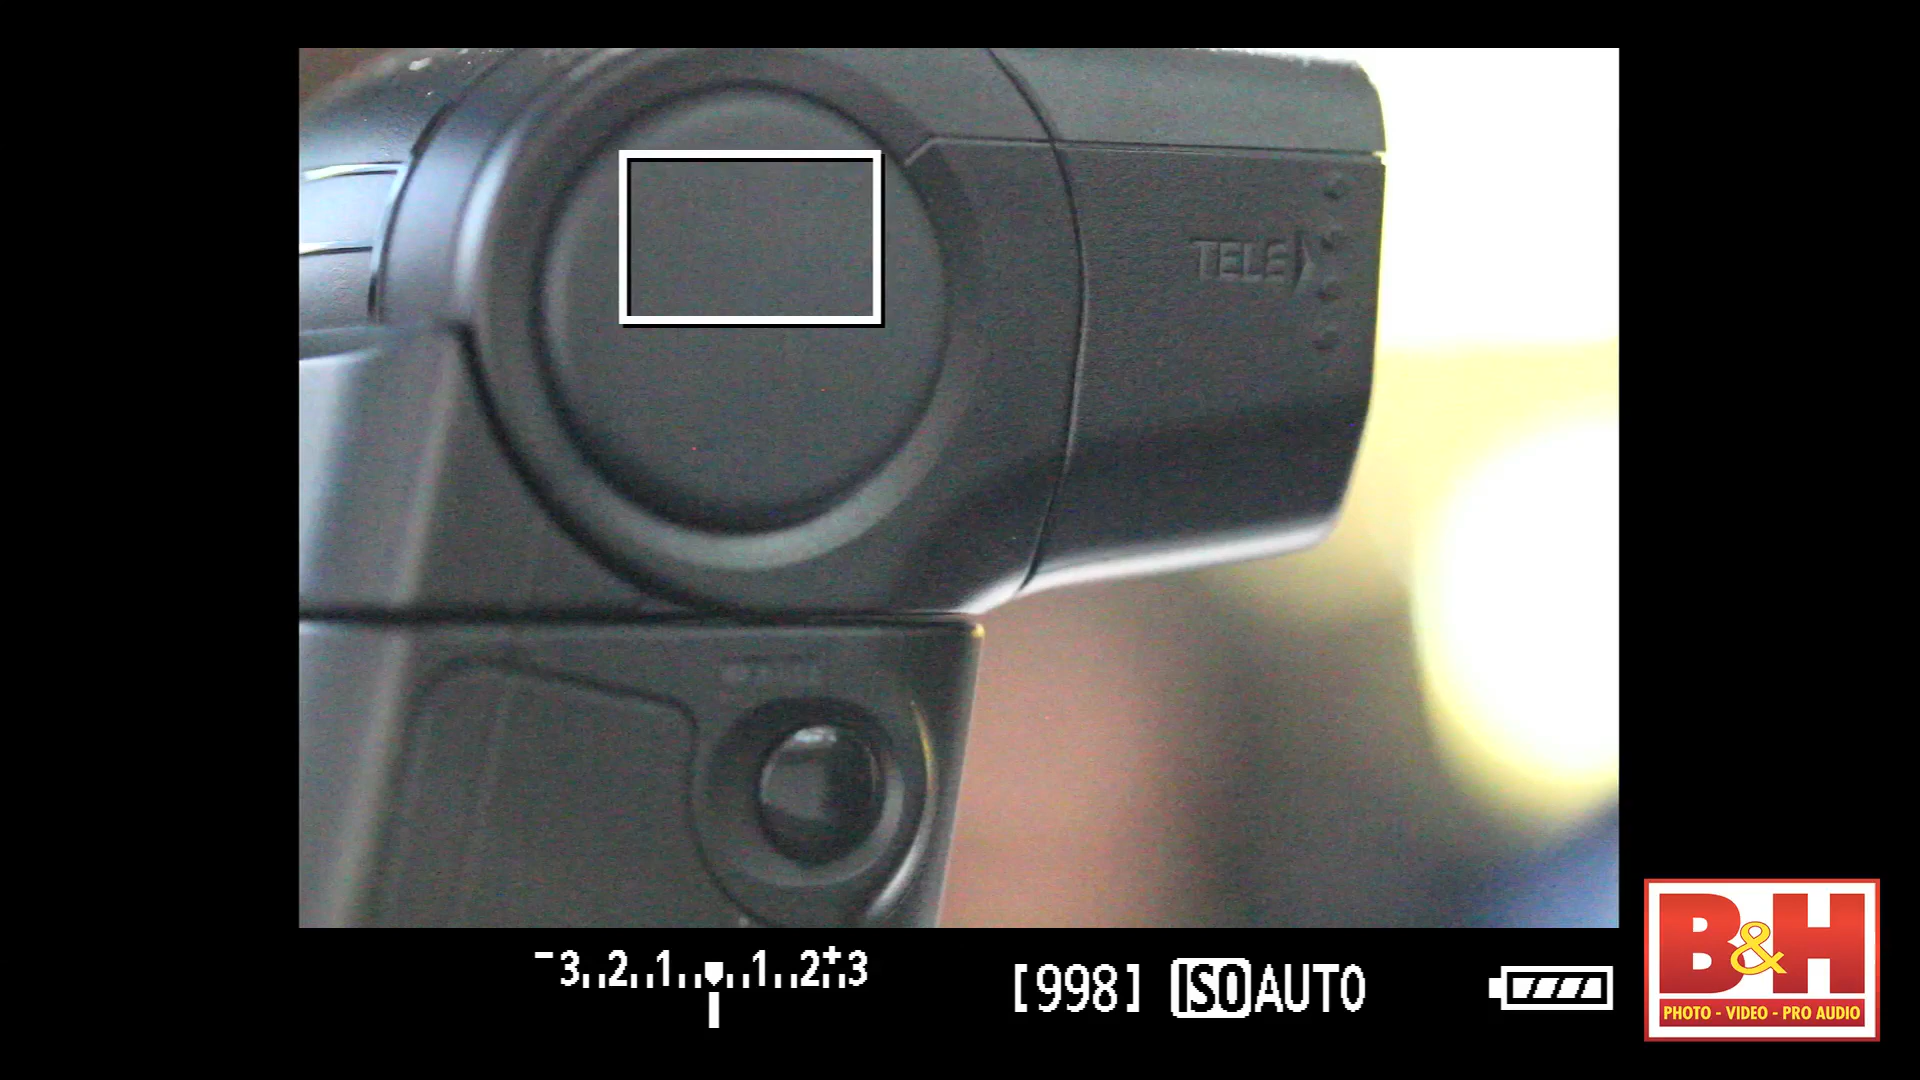 TELE
-3..2..1..▼..1..2..+3
[998] ISO AUTO
B&H
PHOTO - VIDEO - PRO AUDIO